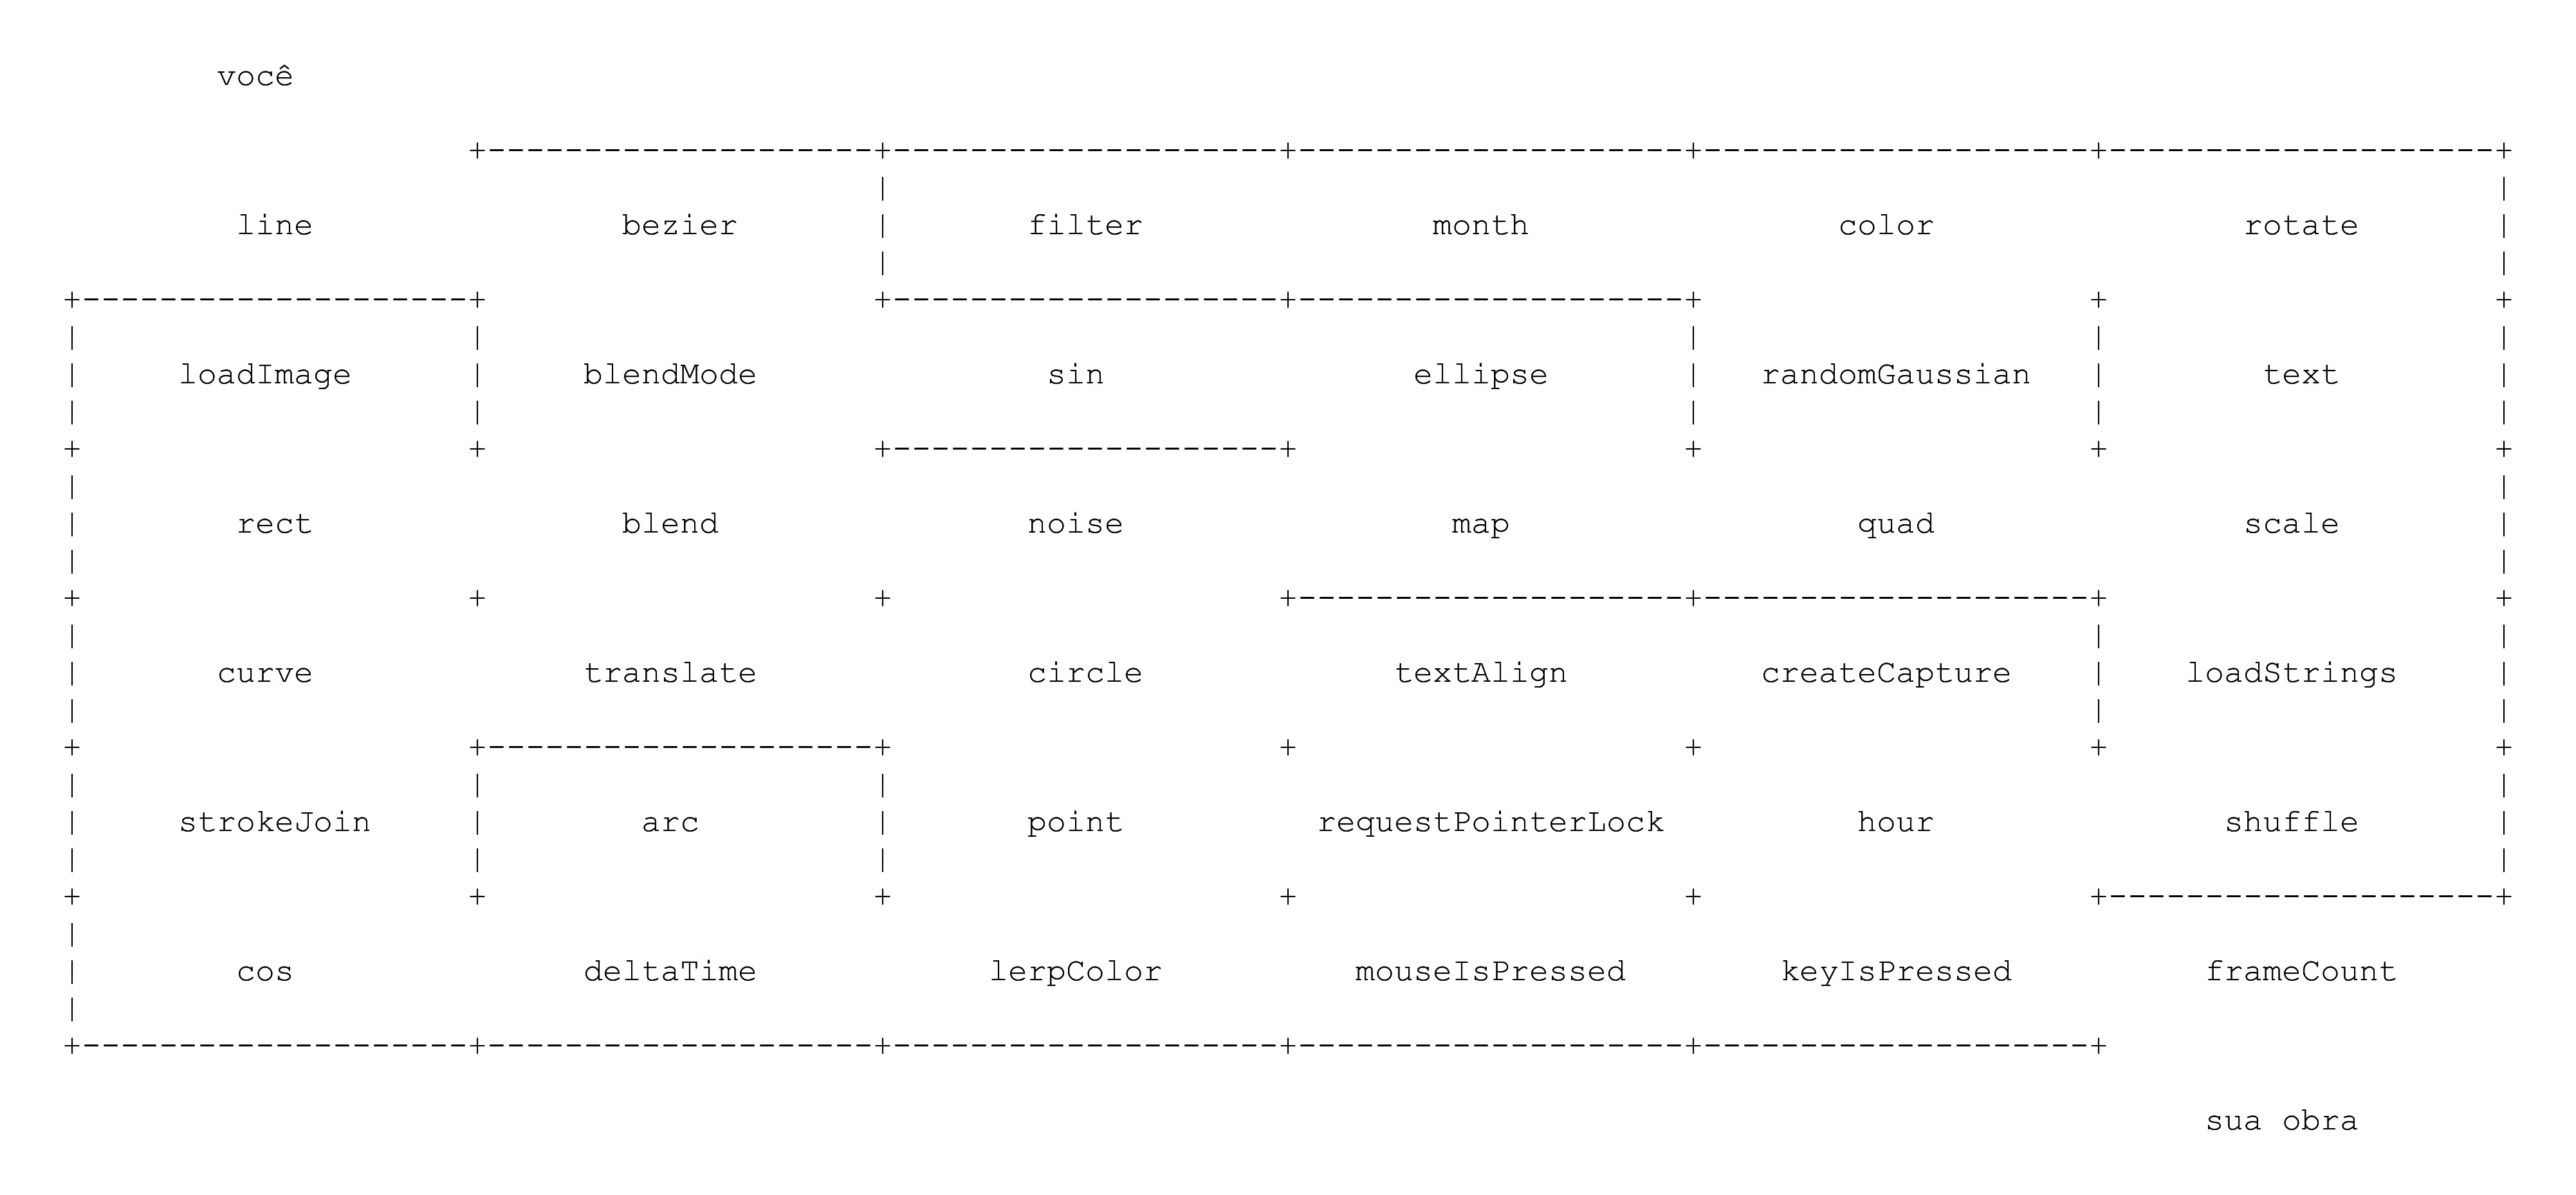 você
line bezier filter month color rotate
loadImage blendMode sin ellipse randomGaussian text
rect blend noise map quad scale
curve translate circle textAlign createCapture loadStrings
strokeJoin arc point requestPointerLock hour shuffle
cos deltaTime lerpColor mouseIsPressed keyIsPressed frameCount
sua obra